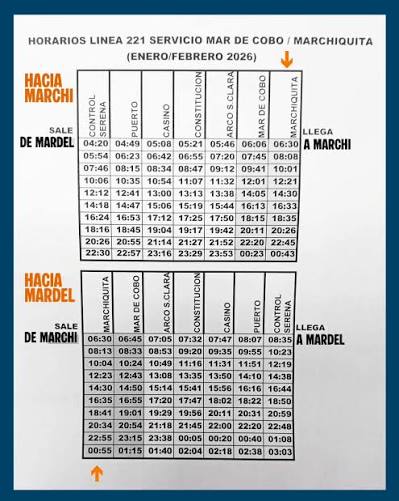 HORARIOS LINEA 221 SERVICIO MAR DE COBO / MARCHIQUITA
(ENERO/FEBRERO 2026)
HACIA
MARCHI
CONTROL SERENA PUERTO CASINO CONSTITUCION ARCO S.CLARA MAR DE COBO MARCHIQUITA
SALE
DE MARDEL
LLEGA
A MARCHI
04:20 04:49 05:08 05:21 05:46 06:06 06:30
05:54 06:23 06:42 06:55 07:20 07:45 08:08
07:46 08:15 08:34 08:47 09:12 09:41 10:01
10:06 10:35 10:54 11:07 11:32 12:01 12:21
12:12 12:41 13:00 13:13 13:38 14:05 14:30
14:18 14:47 15:06 15:19 15:44 16:13 16:33
16:24 16:53 17:12 17:25 17:50 18:15 18:35
18:16 18:45 19:04 19:17 19:42 20:11 20:26
20:26 20:55 21:14 21:27 21:52 22:20 22:45
22:30 22:57 23:16 23:29 23:53 00:23 00:43
HACIA
MARDEL
MARCHIQUITA MAR DE COBO ARCO S.CLARA CONSTITUCION CASINO PUERTO CONTROL SERENA
SALE
DE MARCHI
LLEGA
A MARDEL
06:30 06:45 07:05 07:32 07:47 08:07 08:35
08:13 08:33 08:53 09:20 09:35 09:55 10:23
10:04 10:24 10:49 11:16 11:31 11:51 12:19
12:23 12:43 13:08 13:35 13:50 14:10 14:38
14:30 14:50 15:14 15:41 15:56 16:16 16:44
16:35 16:55 17:20 17:47 18:02 18:22 18:50
18:41 19:01 19:29 19:56 20:11 20:31 20:59
20:34 20:54 21:18 21:45 22:00 22:20 22:48
22:55 23:15 23:38 00:05 00:20 00:40 01:08
00:55 01:15 01:40 02:04 02:18 02:38 03:03